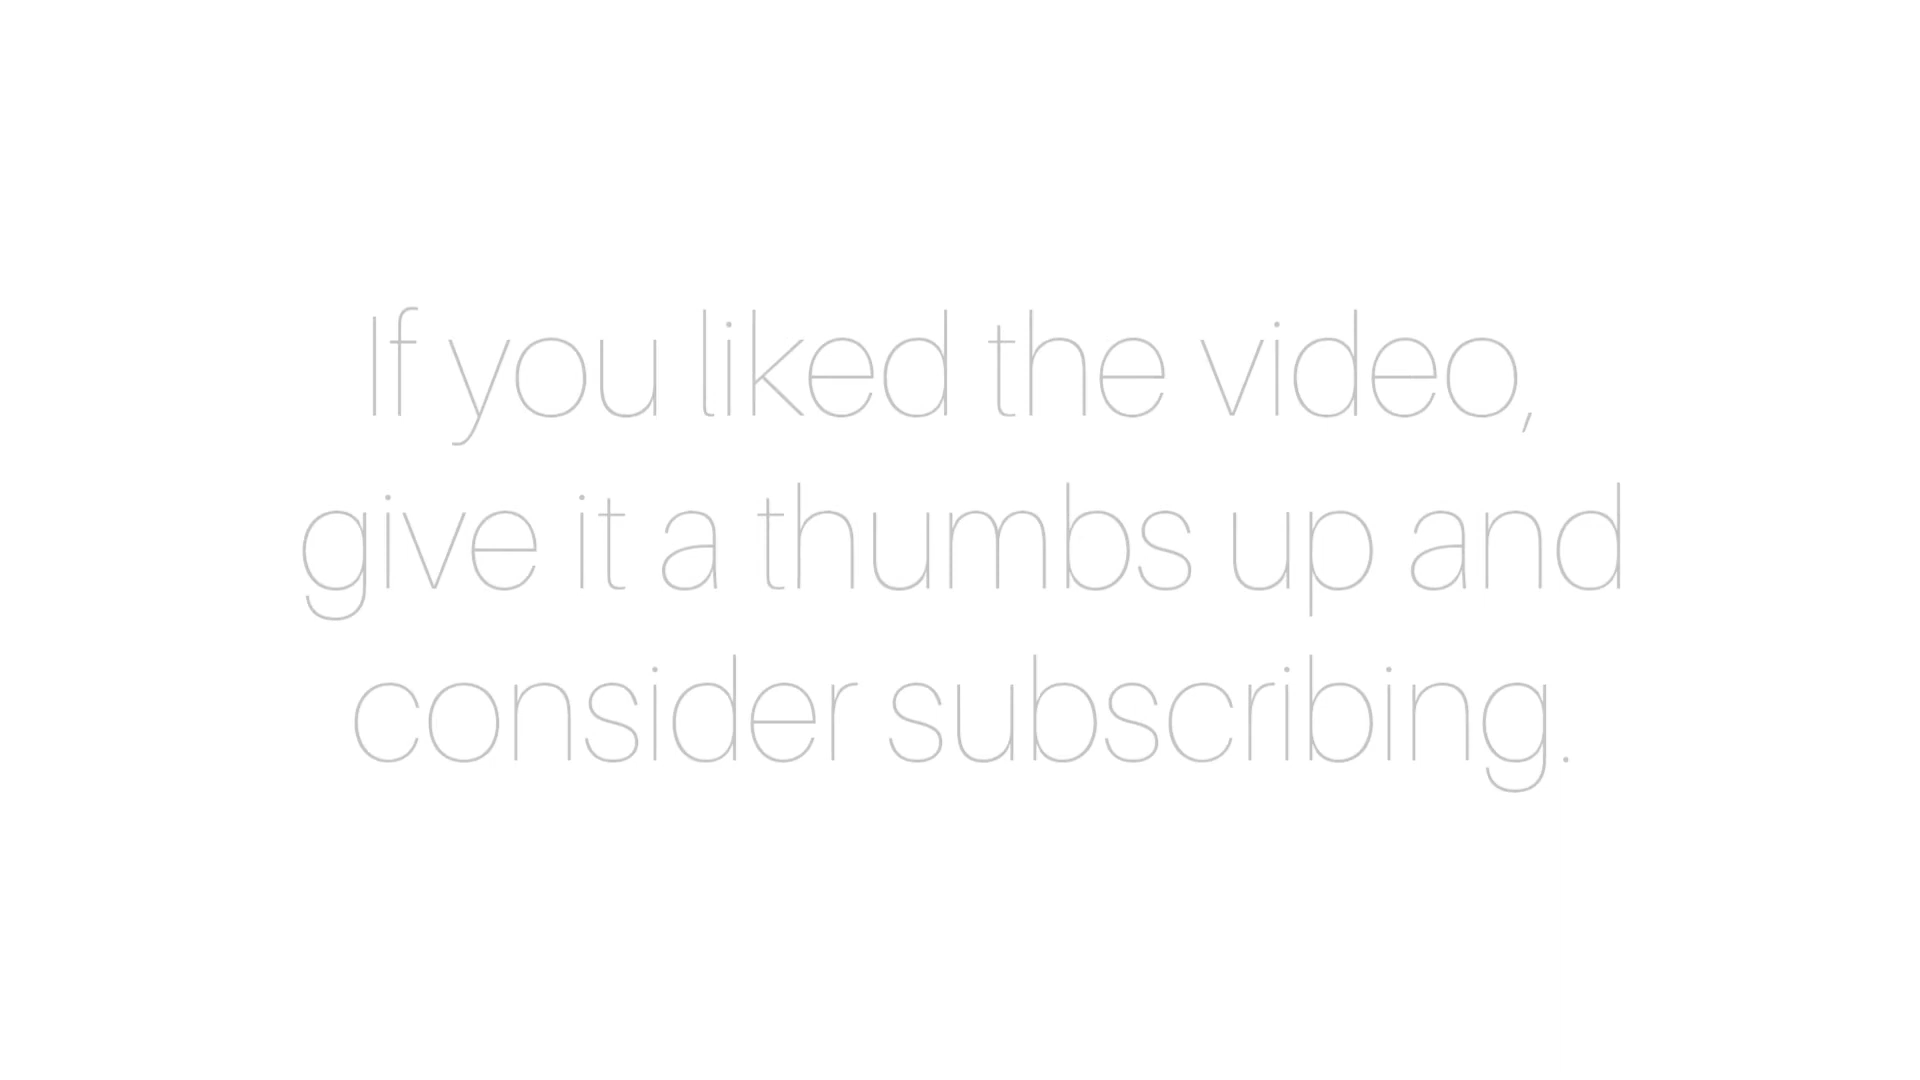 If you liked the video,
give it a thumbs up and
consider subscribing.